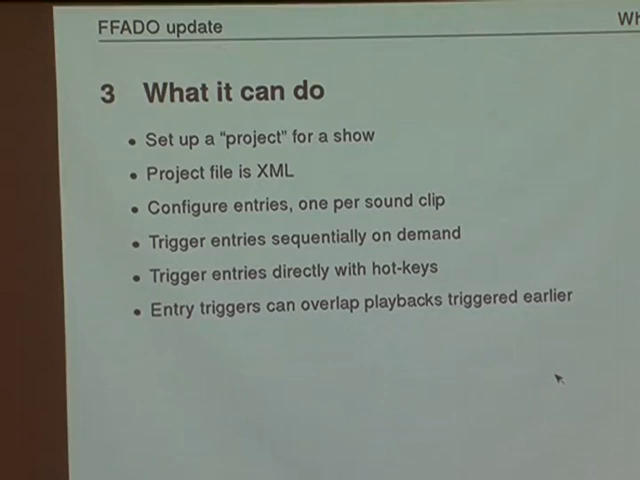 FFADO update
Wh
3 What it can do
• Set up a “project” for a show
• Project file is XML
• Configure entries, one per sound clip
• Trigger entries sequentially on demand
• Trigger entries directly with hot-keys
• Entry triggers can overlap playbacks triggered earlier